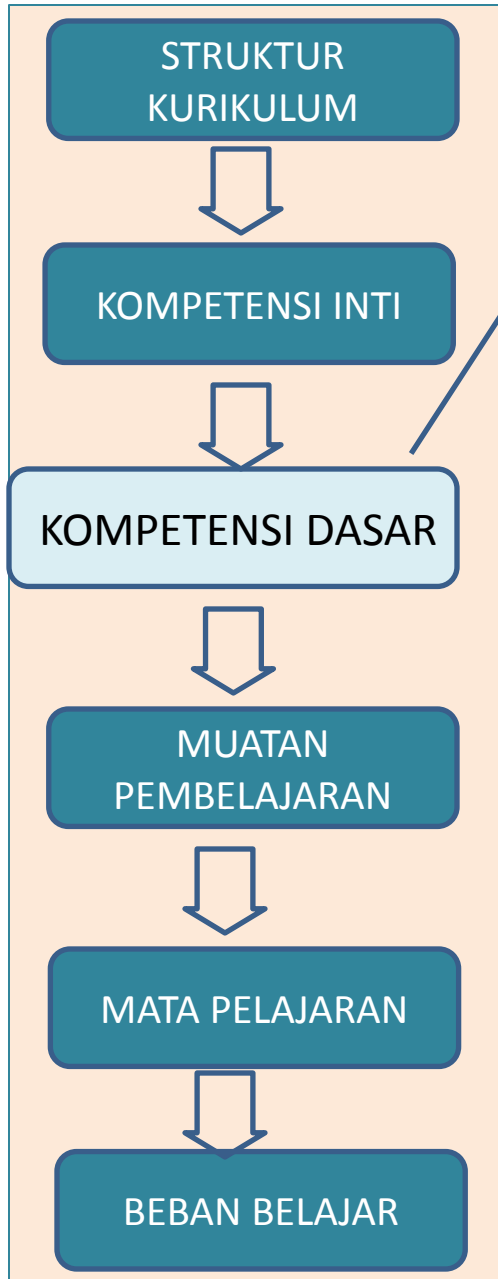 STRUKTUR
KURIKULUM
KOMPETENSI INTI
KOMPETENSI DASAR
MUATAN
PEMBELAJARAN
MATA PELAJARAN
BEBAN BELAJAR